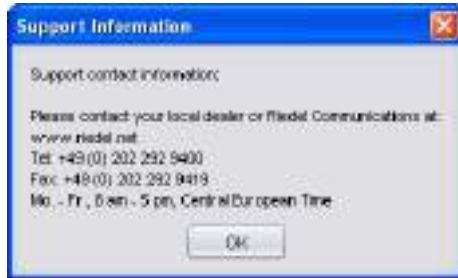 Support Information
Support contact information:
Please contact your local dealer or Riedel Communications at:
www.riedel.net
Tel: +49 (0) 202 292 9400
Fax: +49 (0) 202 292 9419
Mo. - Fr., 8 am - 5 pm, Central European Time
OK